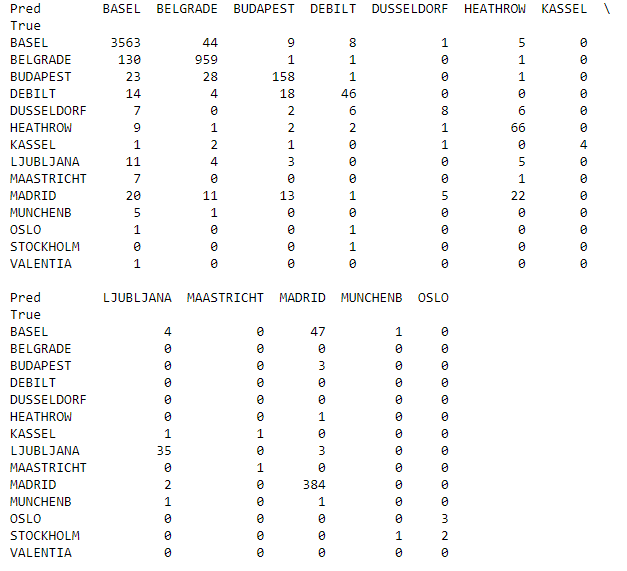 Pred BASEL BELGRADE BUDAPEST DEBILT DUSSELDORF HEATHROW KASSEL \
True
BASEL 3563 44 9 8 1 5 0
BELGRADE 130 959 1 1 0 1 0
BUDAPEST 23 28 158 1 0 1 0
DEBILT 14 4 18 46 0 0 0
DUSSELDORF 7 0 2 6 8 6 0
HEATHROW 9 1 2 2 1 66 0
KASSEL 1 2 1 0 1 0 4
LJUBLJANA 11 4 3 0 0 5 0
MAASTRICHT 7 0 0 0 0 1 0
MADRID 20 11 13 1 5 22 0
MUNCHENB 5 1 0 0 0 0 0
OSLO 1 0 0 1 0 0 0
STOCKHOLM 0 0 0 1 0 0 0
VALENTIA 1 0 0 0 0 0 0
Pred LJUBLJANA MAASTRICHT MADRID MUNCHENB OSLO
True
BASEL 4 0 47 1 0
BELGRADE 0 0 0 0 0
BUDAPEST 0 0 3 0 0
DEBILT 0 0 0 0 0
DUSSELDORF 0 0 0 0 0
HEATHROW 0 0 1 0 0
KASSEL 1 1 0 0 0
LJUBLJANA 35 0 3 0 0
MAASTRICHT 0 1 0 0 0
MADRID 2 0 384 0 0
MUNCHENB 1 0 1 0 0
OSLO 0 0 0 0 3
STOCKHOLM 0 0 0 1 2
VALENTIA 0 0 0 0 0